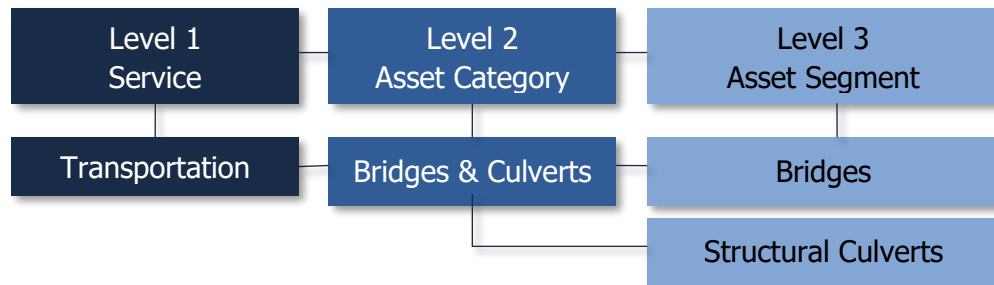 Level 1
Service
Level 2
Asset Category
Level 3
Asset Segment
Transportation
Bridges & Culverts
Bridges
Structural Culverts